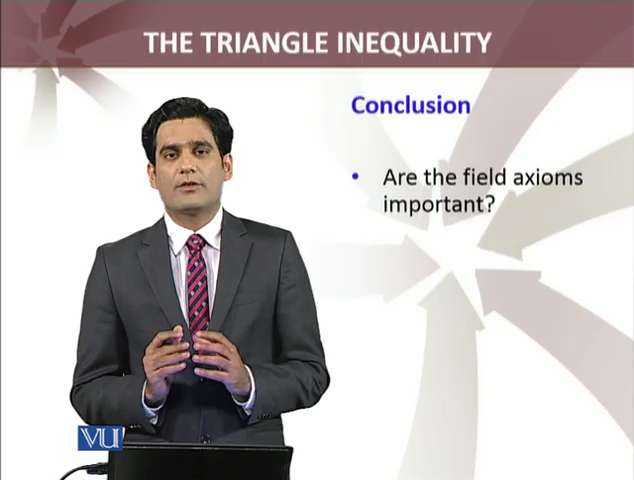 THE TRIANGLE INEQUALITY
Conclusion
• Are the field axioms
important?
VU